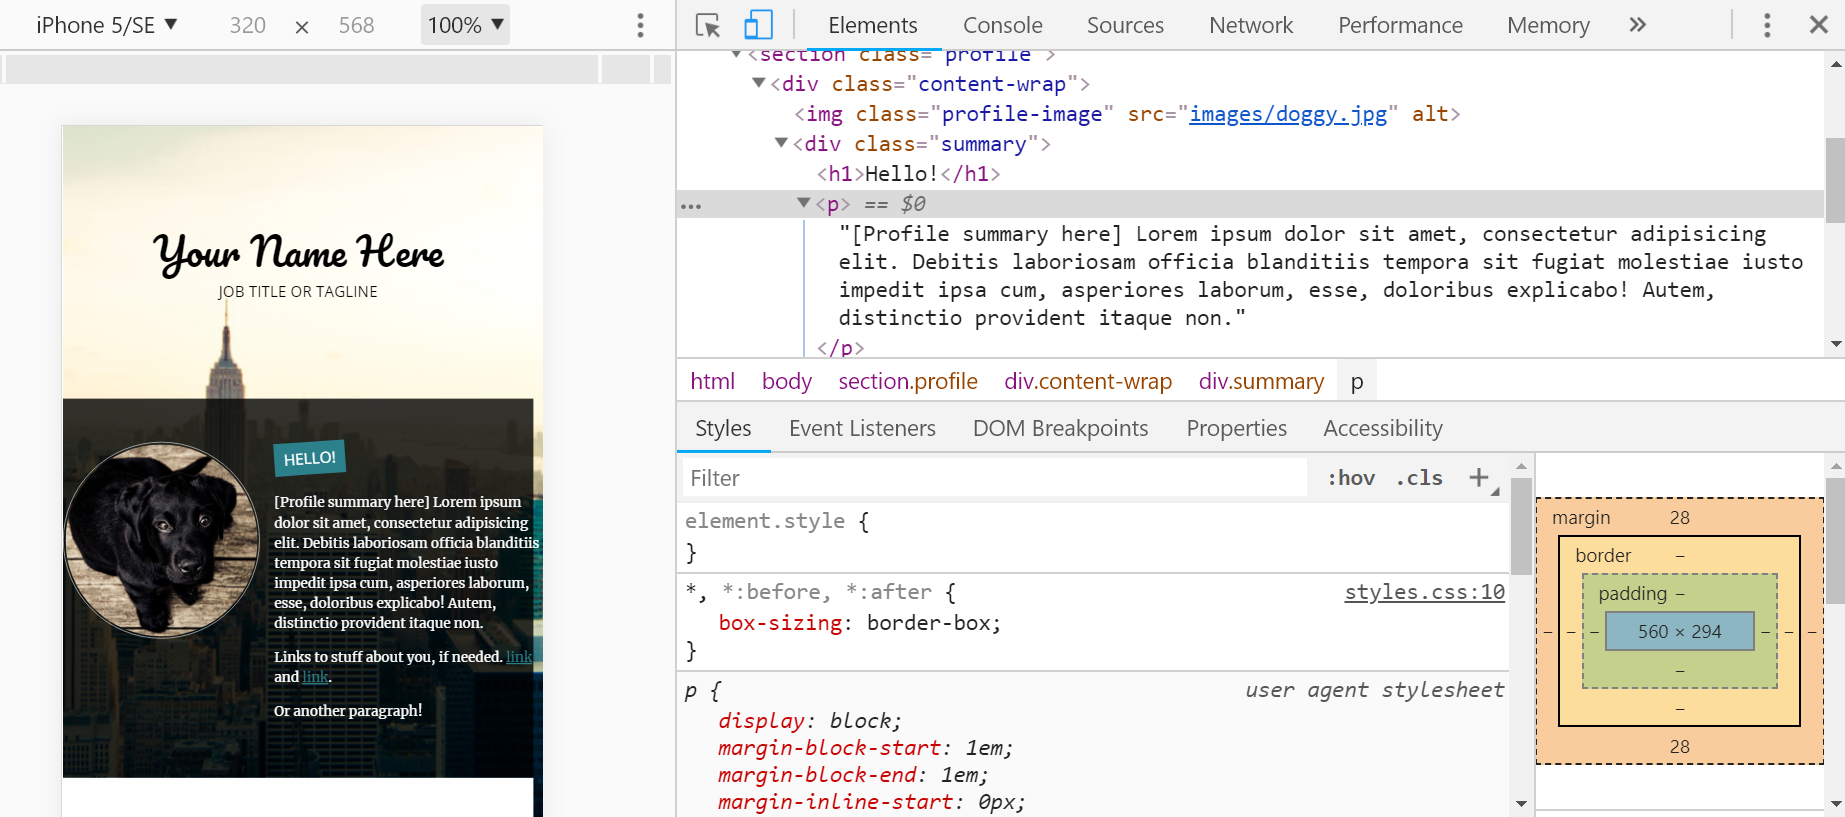 iPhone 5/SE ▼ 320 × 568 100% ▼
Elements Console Sources Network Performance Memory »
▼<section class="profile">
▼<div class="content-wrap">
<img class="profile-image" src="images/doggy.jpg" alt>
▼<div class="summary">
<h1>Hello!</h1>
… ▼<p> == $0
"[Profile summary here] Lorem ipsum dolor sit amet, consectetur adipisicing
elit. Debitis laboriosam officia blanditiis tempora sit fugiat molestiae iusto
impedit ipsa cum, asperiores laborum, esse, doloribus explicabo! Autem,
distinctio provident itaque non."
</p>
html body section.profile div.content-wrap div.summary p
Styles Event Listeners DOM Breakpoints Properties Accessibility
Filter :hov .cls +
element.style {
}
*, *:before, *:after { styles.css:10
box-sizing: border-box;
}
p { user agent stylesheet
display: block;
margin-block-start: 1em;
margin-block-end: 1em;
margin-inline-start: 0px;
margin 28
border –
padding –
– – – 560 × 294 – – –
–
–
28
Your Name Here
JOB TITLE OR TAGLINE
HELLO!
[Profile summary here] Lorem ipsum
dolor sit amet, consectetur adipisicing
elit. Debitis laboriosam officia blanditiis
tempora sit fugiat molestiae iusto
impedit ipsa cum, asperiores laborum,
esse, doloribus explicabo! Autem,
distinctio provident itaque non.
Links to stuff about you, if needed. link
and link.
Or another paragraph!